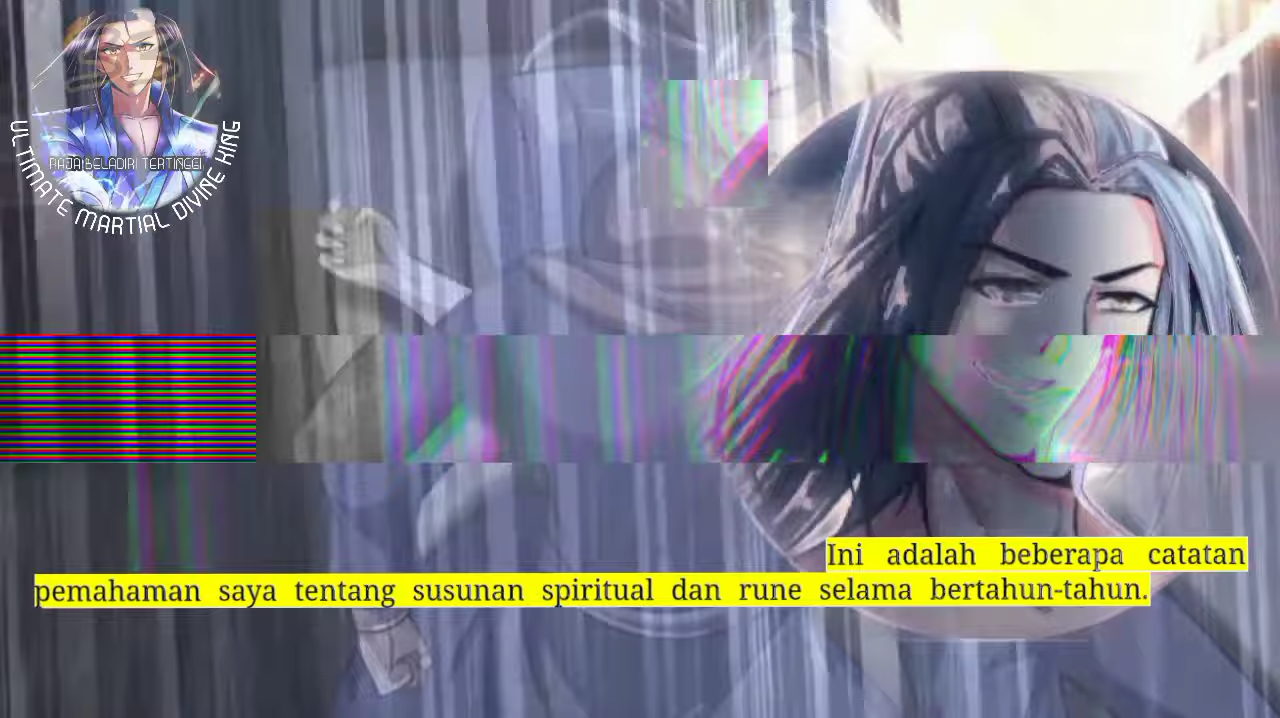 RAJA BELADIRI TERTINGGI
ULTIMATE MARTIAL DIVINE KING
Ini adalah beberapa catatan
pemahaman saya tentang susunan spiritual dan rune selama bertahun-tahun.